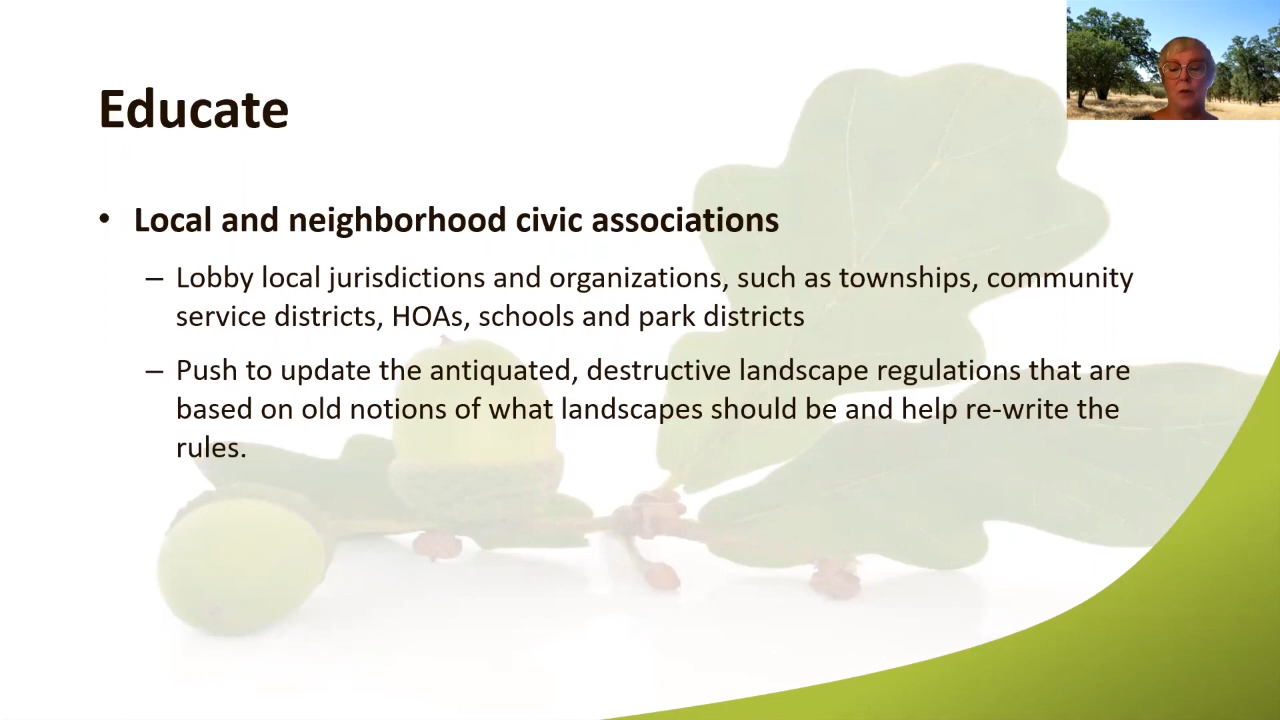 Educate
• Local and neighborhood civic associations
– Lobby local jurisdictions and organizations, such as townships, community
service districts, HOAs, schools and park districts
– Push to update the antiquated, destructive landscape regulations that are
based on old notions of what landscapes should be and help re-write the
rules.